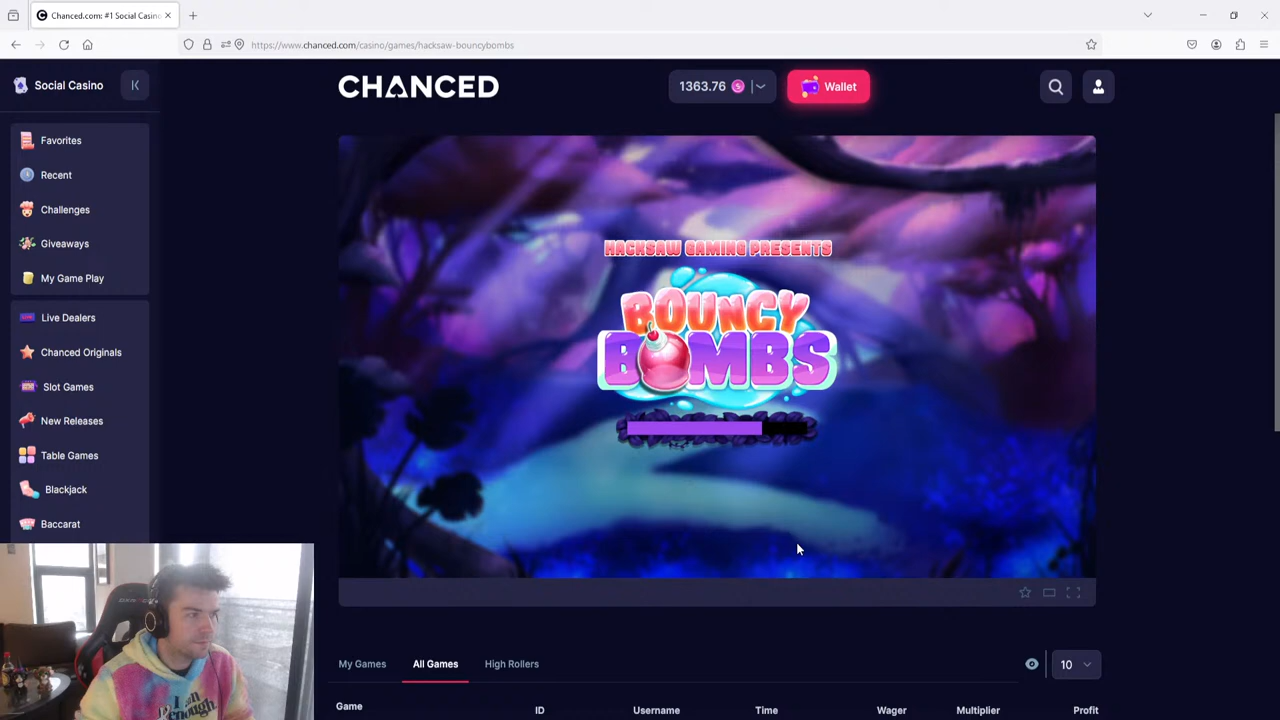 Chanced.com: #1 Social Casino
https://www.chanced.com/casino/games/hacksaw-bouncybombs
Social Casino
CHANCED
1363.76
Wallet
Favorites
Recent
Challenges
Giveaways
My Game Play
Live Dealers
Chanced Originals
Slot Games
New Releases
Table Games
Blackjack
Baccarat
HACKSAW GAMING PRESENTS
BOUNCY
BOMBS
I am
Enough.
My Games
All Games
High Rollers
10
Game
ID
Username
Time
Wager
Multiplier
Profit